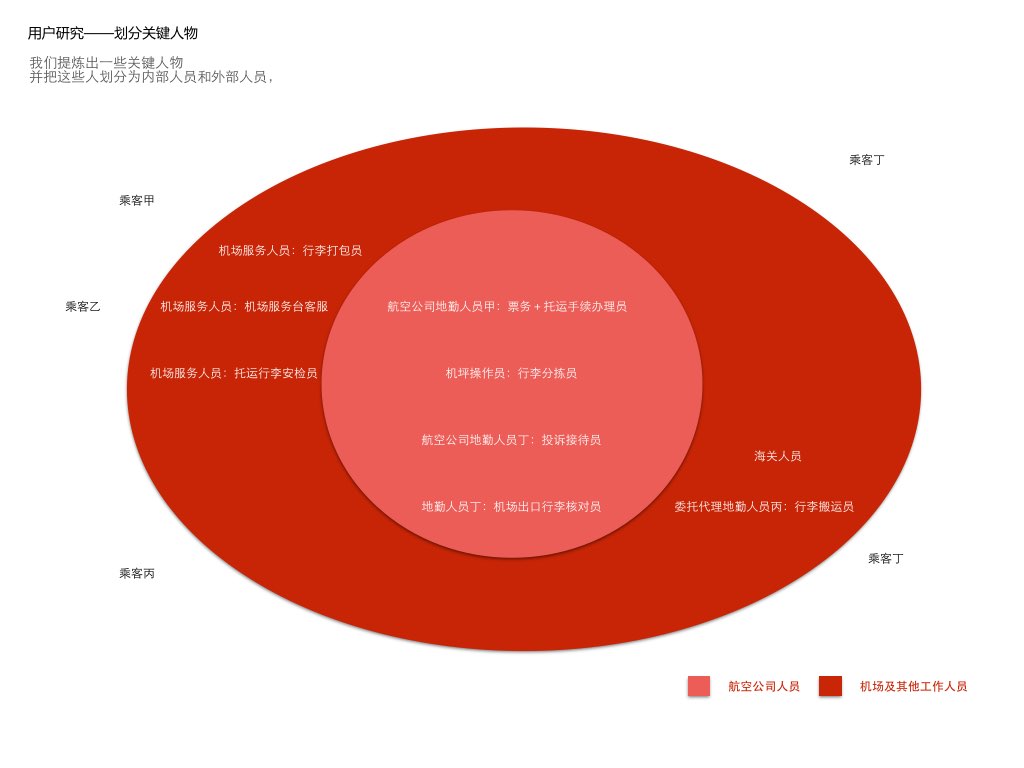 用户研究——划分关键人物
我们提炼出一些关键人物
并把这些人划分为内部人员和外部人员，
乘客丁
乘客甲
机场服务人员：行李打包员
乘客乙
机场服务人员：机场服务台客服
航空公司地勤人员甲：票务＋托运手续办理员
机场服务人员：托运行李安检员
机坪操作员：行李分拣员
航空公司地勤人员丁：投诉接待员
海关人员
地勤人员丁：机场出口行李核对员
委托代理地勤人员丙：行李搬运员
乘客丁
乘客丙
航空公司人员
机场及其他工作人员